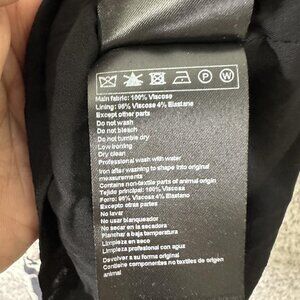 P W
Main fabric: 100% Viscose
Lining: 96% Viscose 4% Elastane
Except other parts
Do not wash
Do not bleach
Do not tumble dry
Low ironing
Dry clean
Professional wash with water
Iron after washing to shape into original
measurements
Contains non-textile parts of animal origin
Tejido principal: 100% Viscosa
Forro: 96% Viscosa 4% Elastano
Excepto otras partes
No lavar
No usar blanqueador
No secar en la secadora
Planchar a baja temperatura
Limpieza en seco
Limpieza profesional con agua
Devolver a su forma original
Contiene componentes no textiles de origen
animal